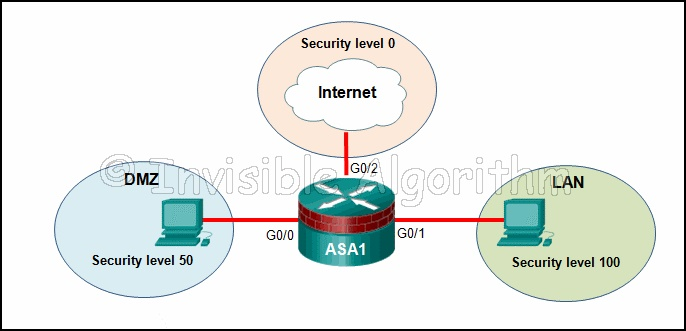 Security level 0
Internet
G0/2
© Invisible Algorithm
DMZ
LAN
G0/0
G0/1
ASA1
Security level 50
Security level 100